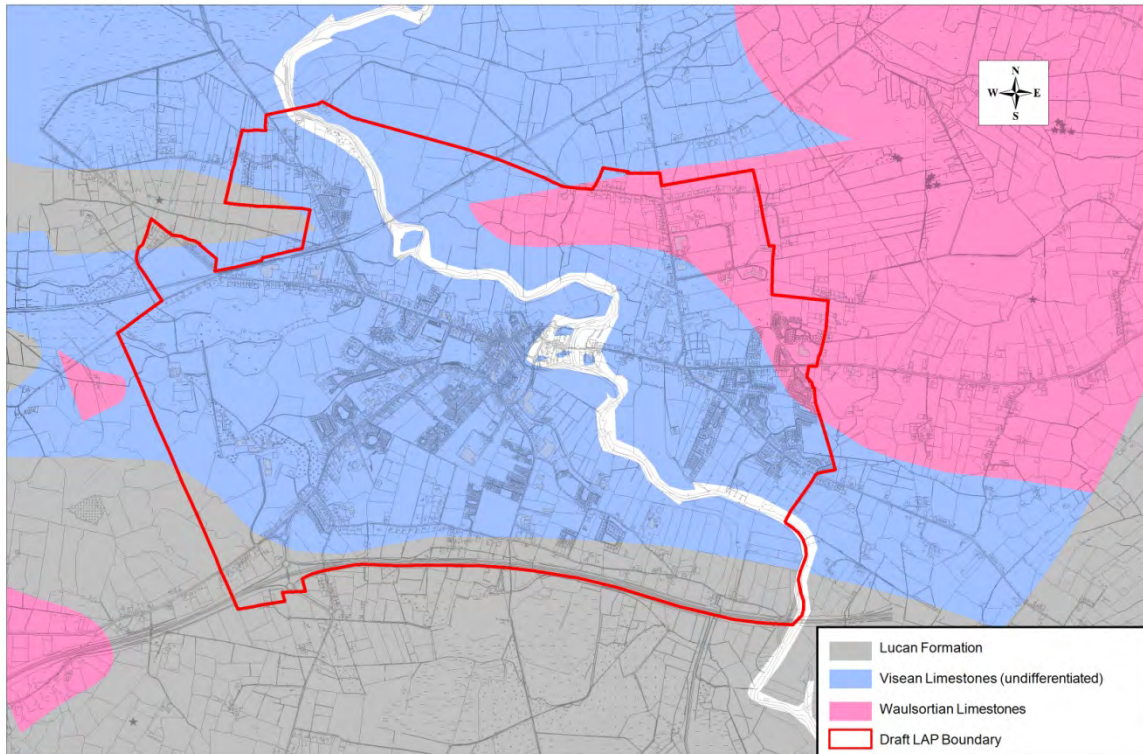 N
W E
S
Lucan Formation
Visean Limestones (undifferentiated)
Waulsortian Limestones
Draft LAP Boundary